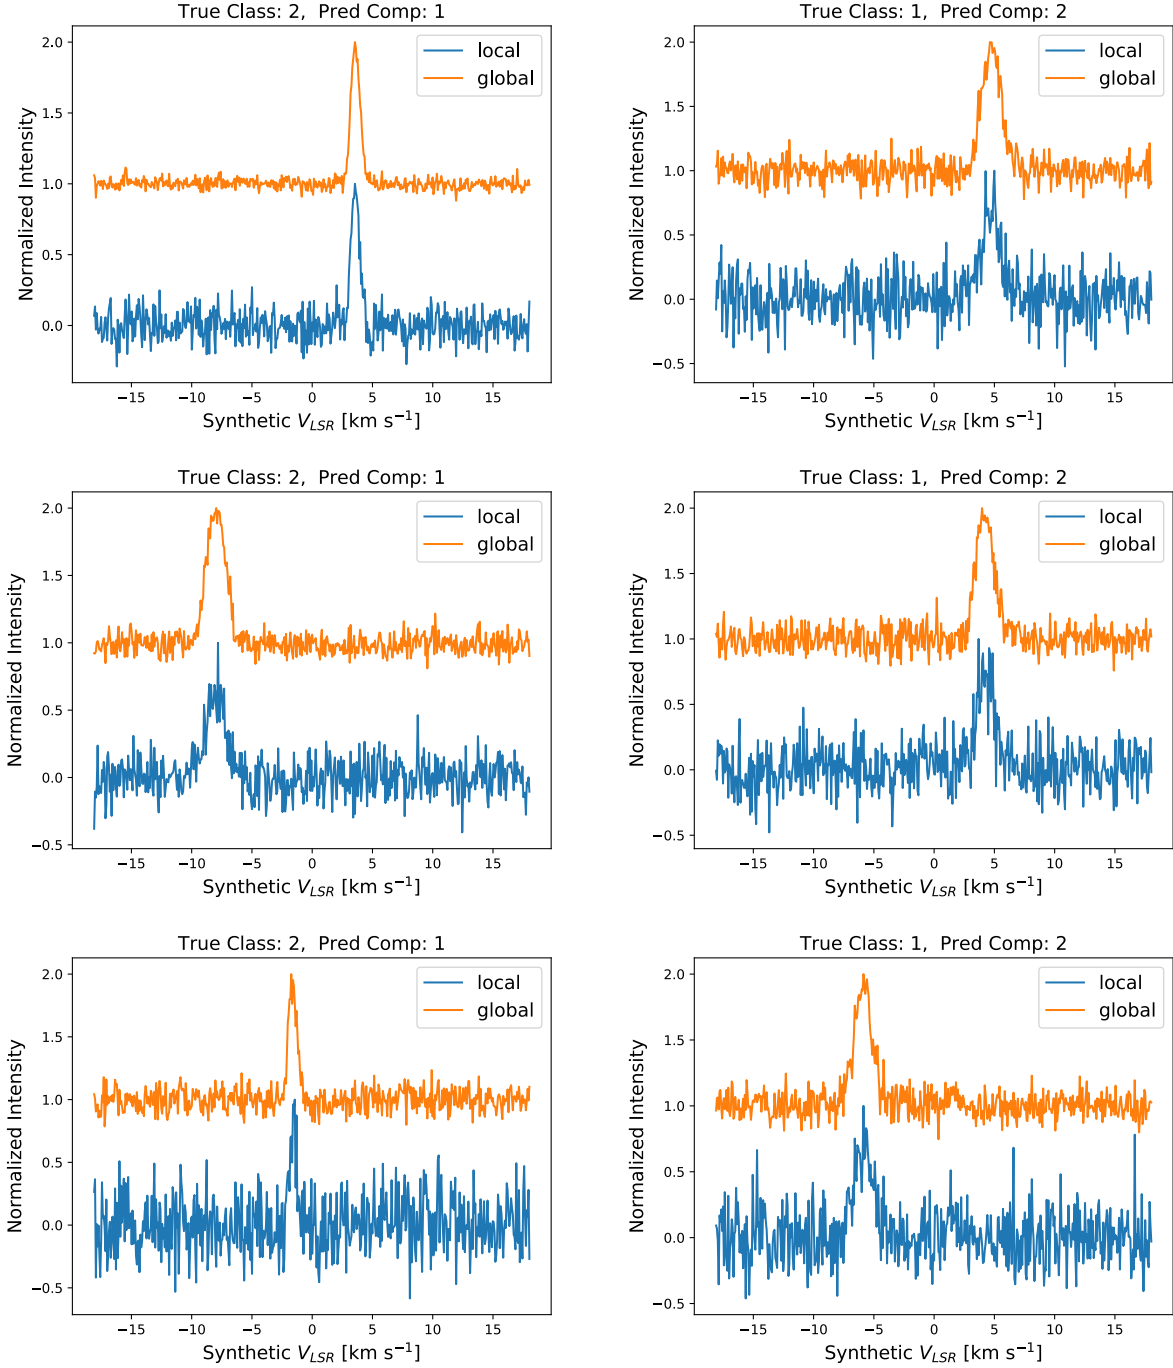 True Class: 2,  Pred Comp: 1
2.0
1.5
1.0
0.5
0.0
Normalized Intensity
local
global
−15 −10 −5 0 5 10 15
Synthetic V_LSR [km s⁻¹]
True Class: 1,  Pred Comp: 2
2.0
1.5
1.0
0.5
0.0
−0.5
Normalized Intensity
local
global
−15 −10 −5 0 5 10 15
Synthetic V_LSR [km s⁻¹]
True Class: 2,  Pred Comp: 1
2.0
1.5
1.0
0.5
0.0
−0.5
Normalized Intensity
local
global
−15 −10 −5 0 5 10 15
Synthetic V_LSR [km s⁻¹]
True Class: 1,  Pred Comp: 2
2.0
1.5
1.0
0.5
0.0
−0.5
Normalized Intensity
local
global
−15 −10 −5 0 5 10 15
Synthetic V_LSR [km s⁻¹]
True Class: 2,  Pred Comp: 1
2.0
1.5
1.0
0.5
0.0
−0.5
Normalized Intensity
local
global
−15 −10 −5 0 5 10 15
Synthetic V_LSR [km s⁻¹]
True Class: 1,  Pred Comp: 2
2.0
1.5
1.0
0.5
0.0
−0.5
Normalized Intensity
local
global
−15 −10 −5 0 5 10 15
Synthetic V_LSR [km s⁻¹]